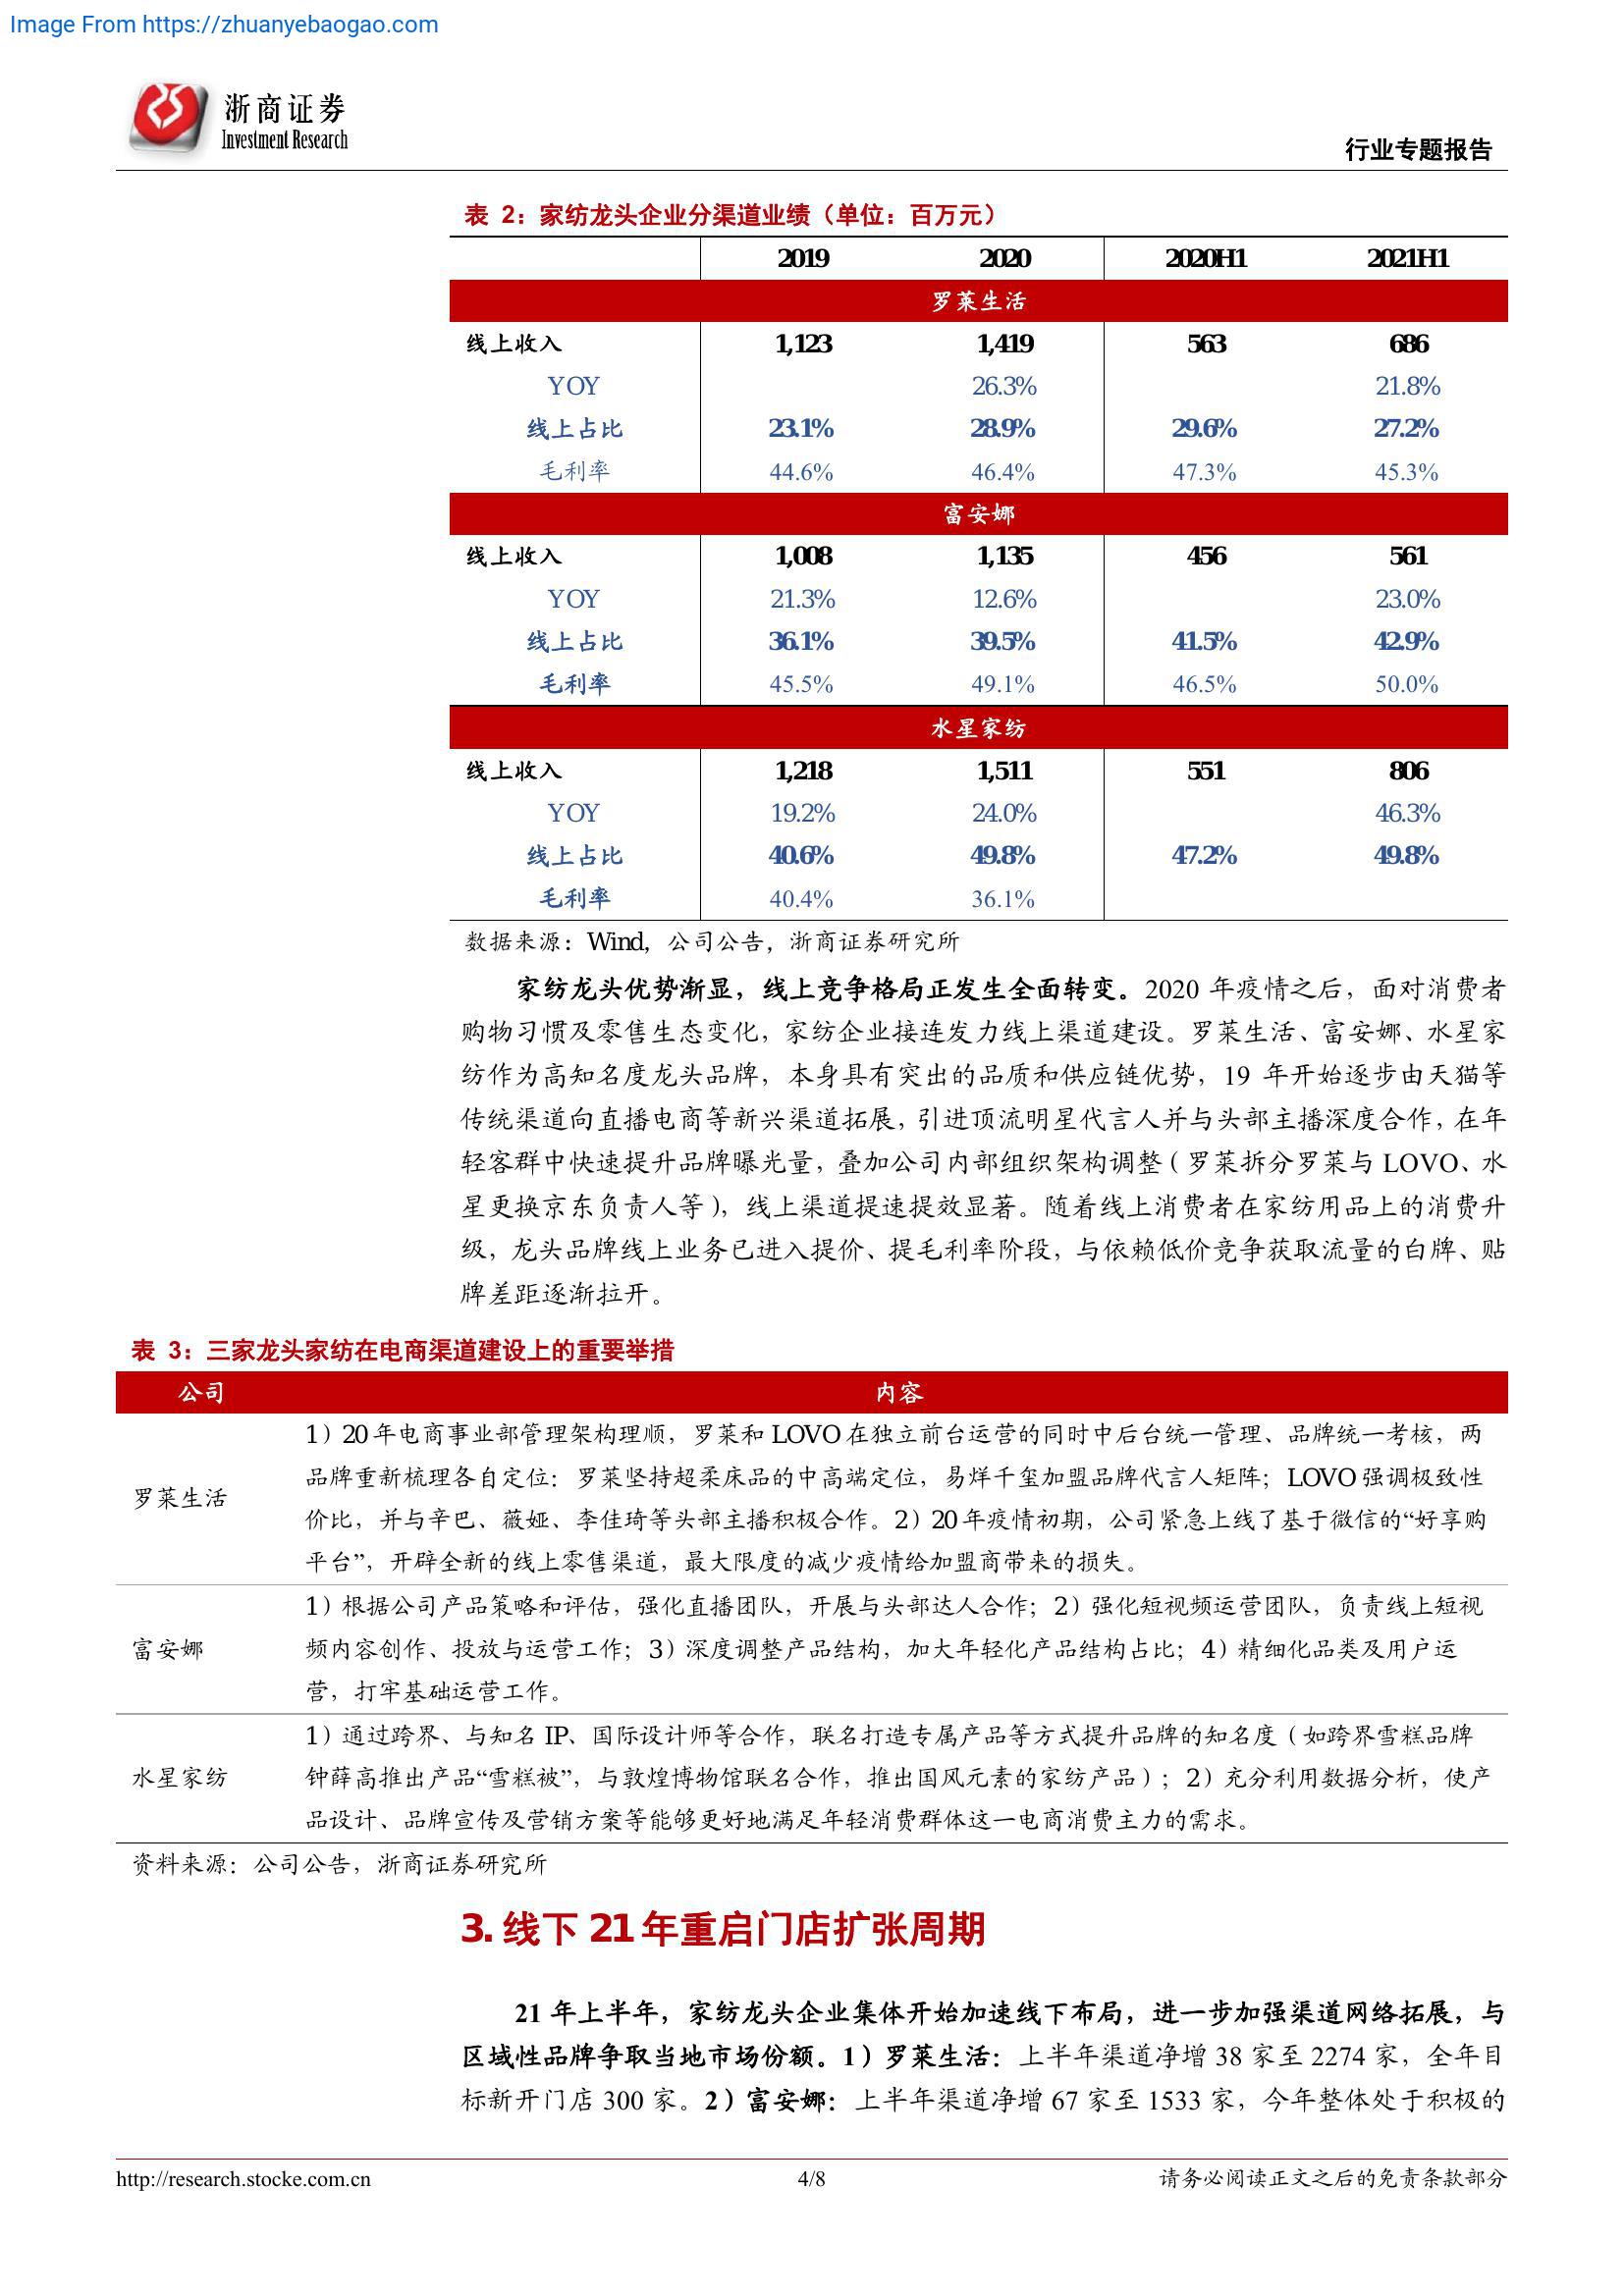 Image From https://zhuanyebaogao.com
浙商证券
Investment Research
行业专题报告
表 2：家纺龙头企业分渠道业绩（单位：百万元）
2019 2020 2020H1 2021H1
罗莱生活
线上收入 1,123 1,419 563 686
YOY 26.3% 21.8%
线上占比 23.1% 28.9% 29.6% 27.2%
毛利率 44.6% 46.4% 47.3% 45.3%
富安娜
线上收入 1,008 1,135 456 561
YOY 21.3% 12.6% 23.0%
线上占比 36.1% 39.5% 41.5% 42.9%
毛利率 45.5% 49.1% 46.5% 50.0%
水星家纺
线上收入 1,218 1,511 551 806
YOY 19.2% 24.0% 46.3%
线上占比 40.6% 49.8% 47.2% 49.8%
毛利率 40.4% 36.1%
数据来源：Wind，公司公告，浙商证券研究所
家纺龙头优势渐显，线上竞争格局正发生全面转变。2020 年疫情之后，面对消费者
购物习惯及零售生态变化，家纺企业接连发力线上渠道建设。罗莱生活、富安娜、水星家
纺作为高知名度龙头品牌，本身具有突出的品质和供应链优势，19 年开始逐步由天猫等
传统渠道向直播电商等新兴渠道拓展，引进顶流明星代言人并与头部主播深度合作，在年
轻客群中快速提升品牌曝光量，叠加公司内部组织架构调整（罗莱拆分罗莱与 LOVO、水
星更换京东负责人等），线上渠道提速提效显著。随着线上消费者在家纺用品上的消费升
级，龙头品牌线上业务已进入提价、提毛利率阶段，与依赖低价竞争获取流量的白牌、贴
牌差距逐渐拉开。
表 3：三家龙头家纺在电商渠道建设上的重要举措
公司 内容
1）20 年电商事业部管理架构理顺，罗莱和 LOVO 在独立前台运营的同时中后台统一管理、品牌统一考核，两
品牌重新梳理各自定位：罗莱坚持超柔床品的中高端定位，易烊千玺加盟品牌代言人矩阵；LOVO 强调极致性
罗莱生活
价比，并与辛巴、薇娅、李佳琦等头部主播积极合作。2）20 年疫情初期，公司紧急上线了基于微信的“好享购
平台”，开辟全新的线上零售渠道，最大限度的减少疫情给加盟商带来的损失。
1）根据公司产品策略和评估，强化直播团队，开展与头部达人合作；2）强化短视频运营团队，负责线上短视
富安娜 频内容创作、投放与运营工作；3）深度调整产品结构，加大年轻化产品结构占比；4）精细化品类及用户运
营，打牢基础运营工作。
1）通过跨界、与知名 IP、国际设计师等合作，联名打造专属产品等方式提升品牌的知名度（如跨界雪糕品牌
水星家纺 钟薛高推出产品“雪糕被”，与敦煌博物馆联名合作，推出国风元素的家纺产品）；2）充分利用数据分析，使产
品设计、品牌宣传及营销方案等能够更好地满足年轻消费群体这一电商消费主力的需求。
资料来源：公司公告，浙商证券研究所
3. 线下 21 年重启门店扩张周期
21 年上半年，家纺龙头企业集体开始加速线下布局，进一步加强渠道网络拓展，与
区域性品牌争取当地市场份额。1）罗莱生活：上半年渠道净增 38 家至 2274 家，全年目
标新开门店 300 家。2）富安娜：上半年渠道净增 67 家至 1533 家，今年整体处于积极的
http://research.stocke.com.cn 4/8 请务必阅读正文之后的免责条款部分